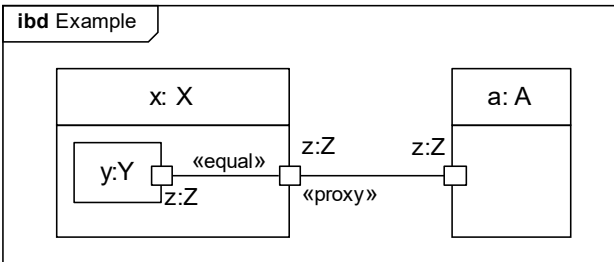 ibd Example
x: X
a: A
z:Z
z:Z
«equal»
y:Y
z:Z
«proxy»